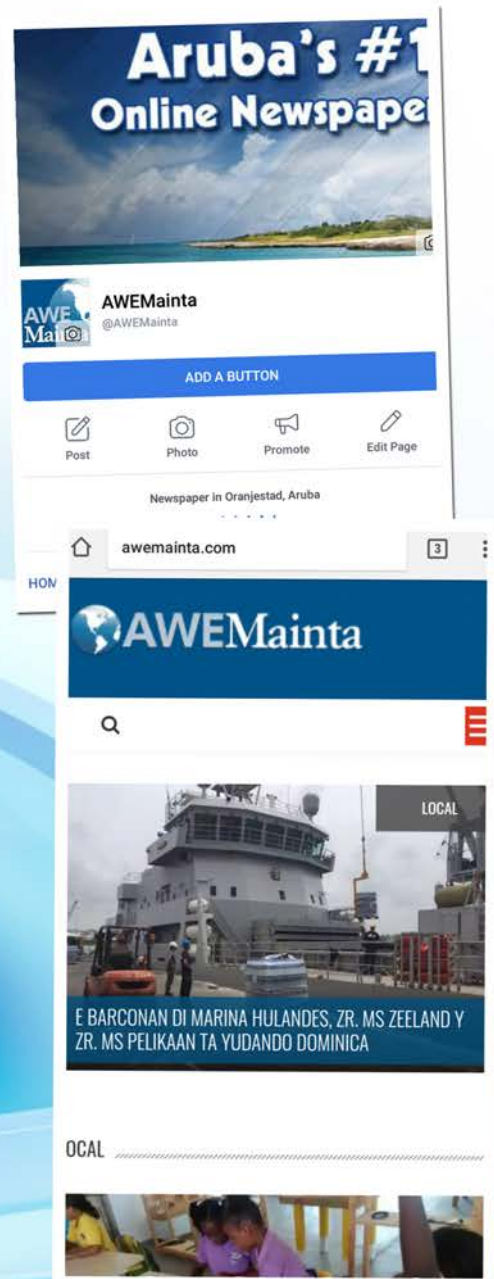 Aruba's #1
Online Newspaper
AWE
Mainta
AWEMainta
@AWEMainta
ADD A BUTTON
Post
Photo
Promote
Edit Page
Newspaper in Oranjestad, Aruba
HOM
awemainta.com
3
AWEMainta
LOCAL
E BARCONAN DI MARINA HULANDES, ZR. MS ZEELAND Y
ZR. MS PELIKAAN TA YUDANDO DOMINICA
OCAL